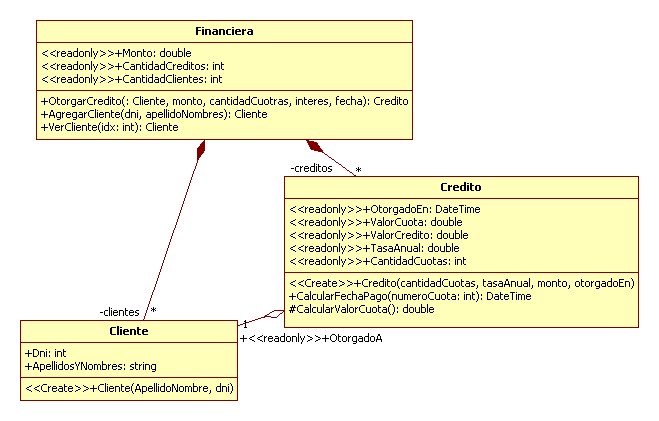 Financiera
<<readonly>>+Monto: double
<<readonly>>+CantidadCreditos: int
<<readonly>>+CantidadClientes: int
+OtorgarCredito(: Cliente, monto, cantidadCuotras, interes, fecha): Credito
+AgregarCliente(dni, apellidoNombres): Cliente
+VerCliente(idx: int): Cliente
-creditos
*
Credito
<<readonly>>+OtorgadoEn: DateTime
<<readonly>>+ValorCuota: double
<<readonly>>+ValorCredito: double
<<readonly>>+TasaAnual: double
<<readonly>>+CantidadCuotas: int
<<Create>>+Credito(cantidadCuotas, tasaAnual, monto, otorgadoEn)
+CalcularFechaPago(numeroCuota: int): DateTime
#CalcularValorCuota(): double
-clientes
*
1
+<<readonly>>+OtorgadoA
Cliente
+Dni: int
+ApellidosYNombres: string
<<Create>>+Cliente(ApellidoNombre, dni)